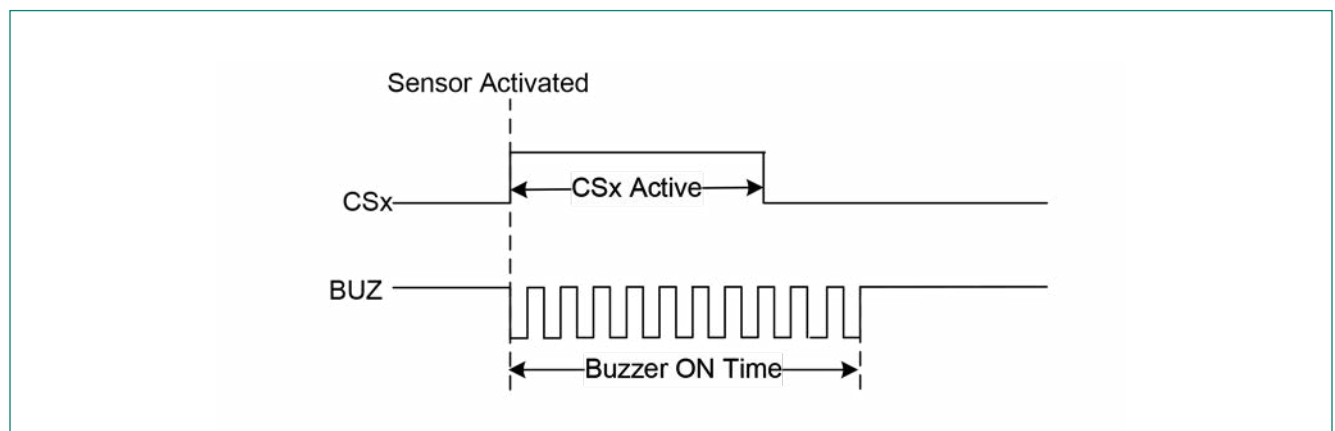 Sensor Activated
CSx Active
CSx
BUZ
Buzzer ON Time